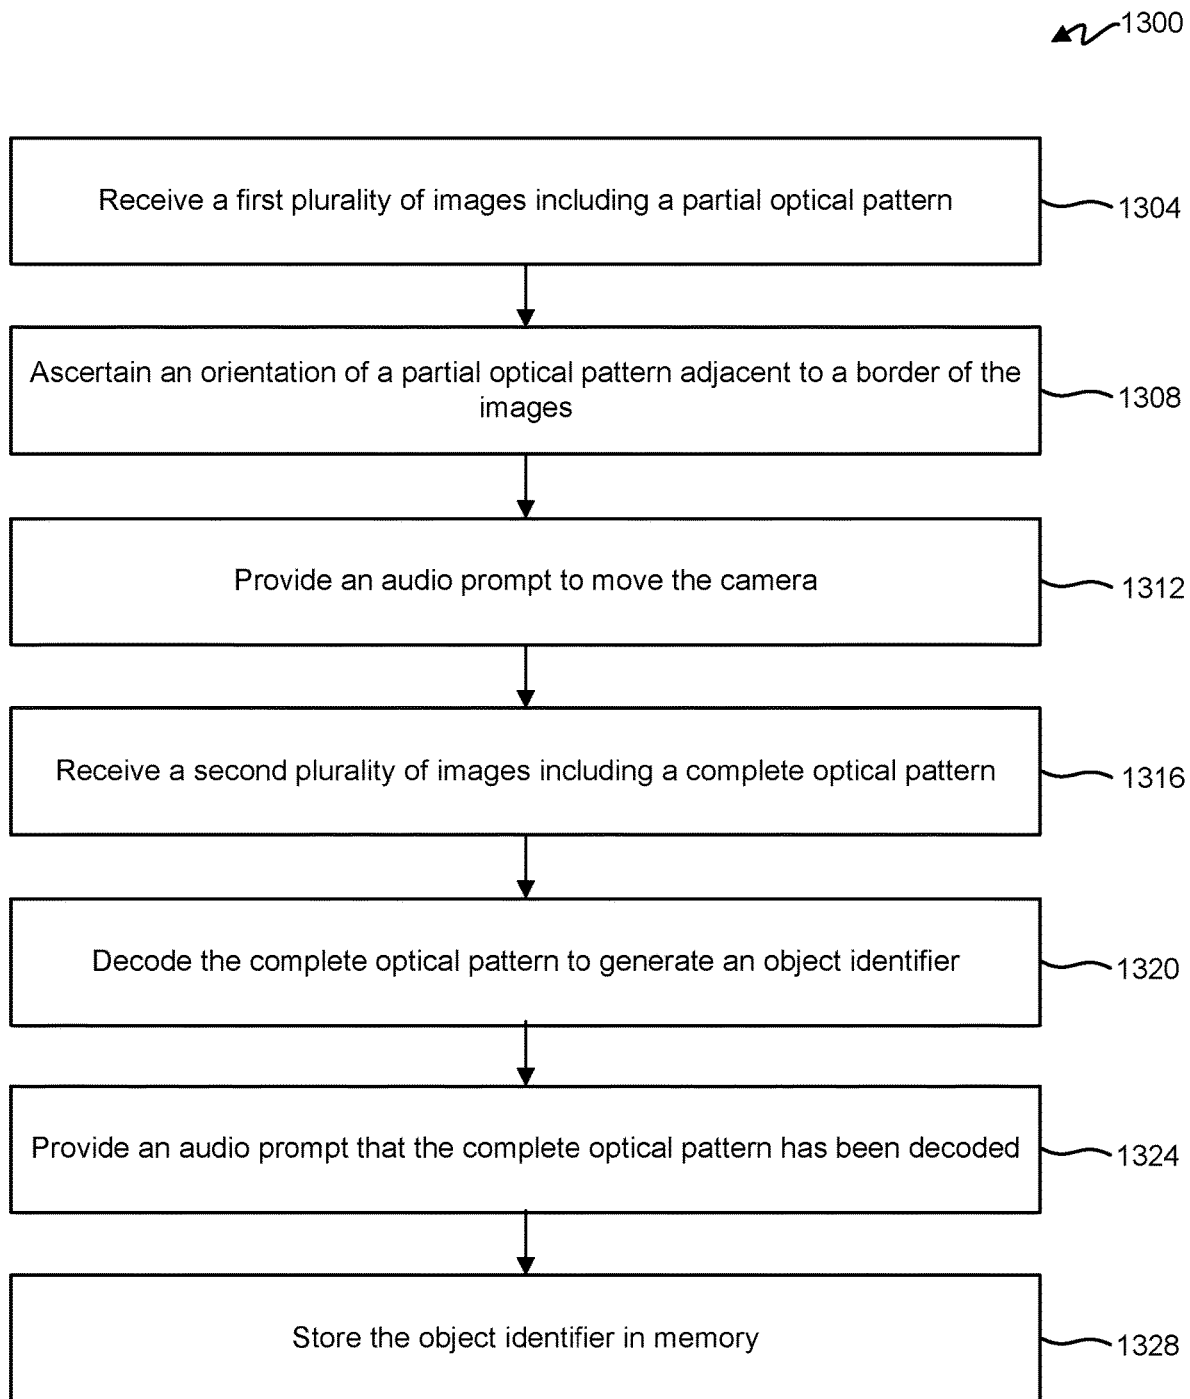 1300
Receive a first plurality of images including a partial optical pattern
1304
Ascertain an orientation of a partial optical pattern adjacent to a border of the
images
1308
Provide an audio prompt to move the camera
1312
Receive a second plurality of images including a complete optical pattern
1316
Decode the complete optical pattern to generate an object identifier
1320
Provide an audio prompt that the complete optical pattern has been decoded
1324
Store the object identifier in memory
1328